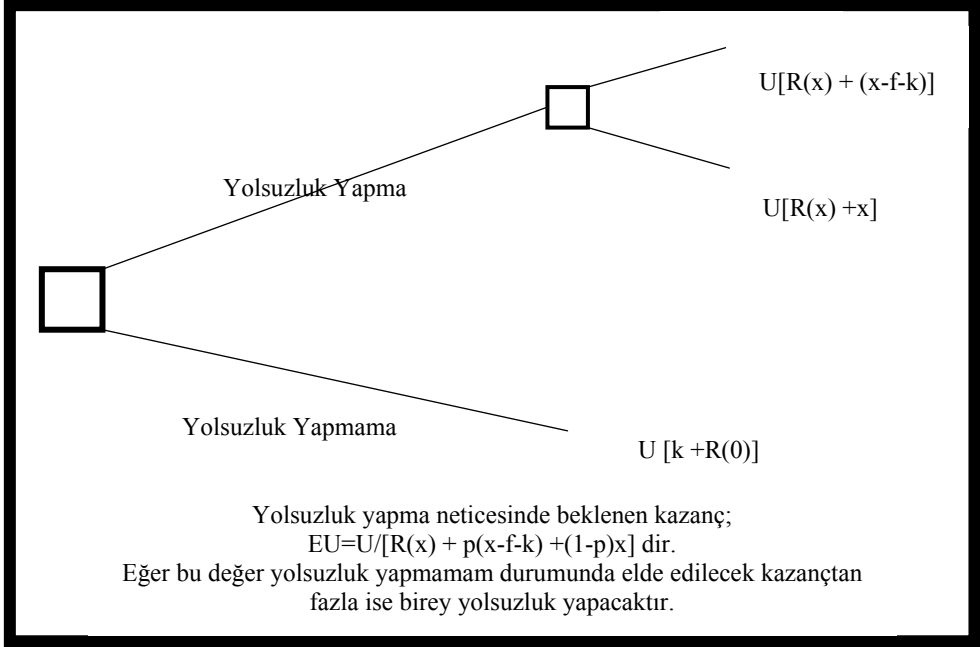 U[R(x) + (x-f-k)]
Yolsuzluk Yapma
U[R(x) +x]
Yolsuzluk Yapmama
U [k +R(0)]
Yolsuzluk yapma neticesinde beklenen kazanç;
EU=U/[R(x) + p(x-f-k) +(1-p)x] dir.
Eğer bu değer yolsuzluk yapmamam durumunda elde edilecek kazançtan
fazla ise birey yolsuzluk yapacaktır.